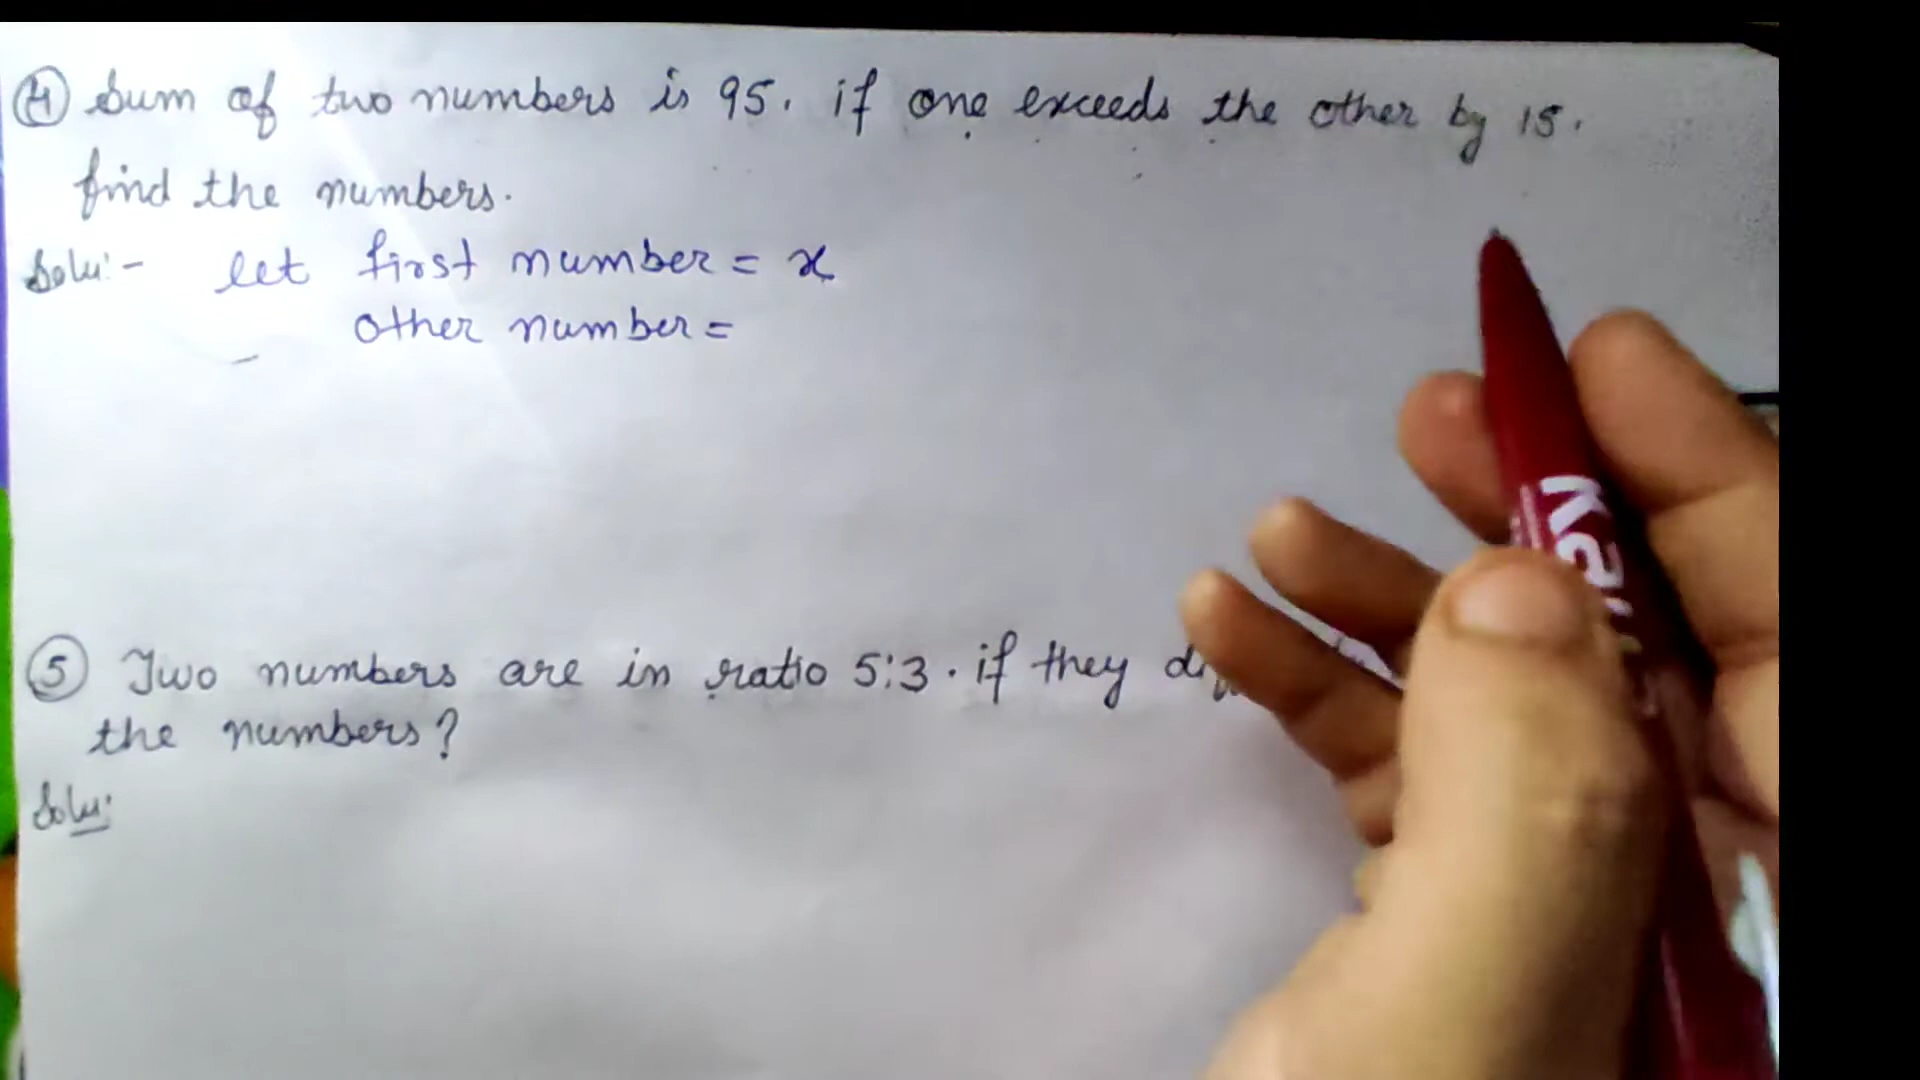 ④ Sum of two numbers is 95. if one exceeds the other by 15.
find the numbers.
Solu:- let first number = x
other number =
⑤ Two numbers are in ratio 5:3. if they
the numbers?
Solu: